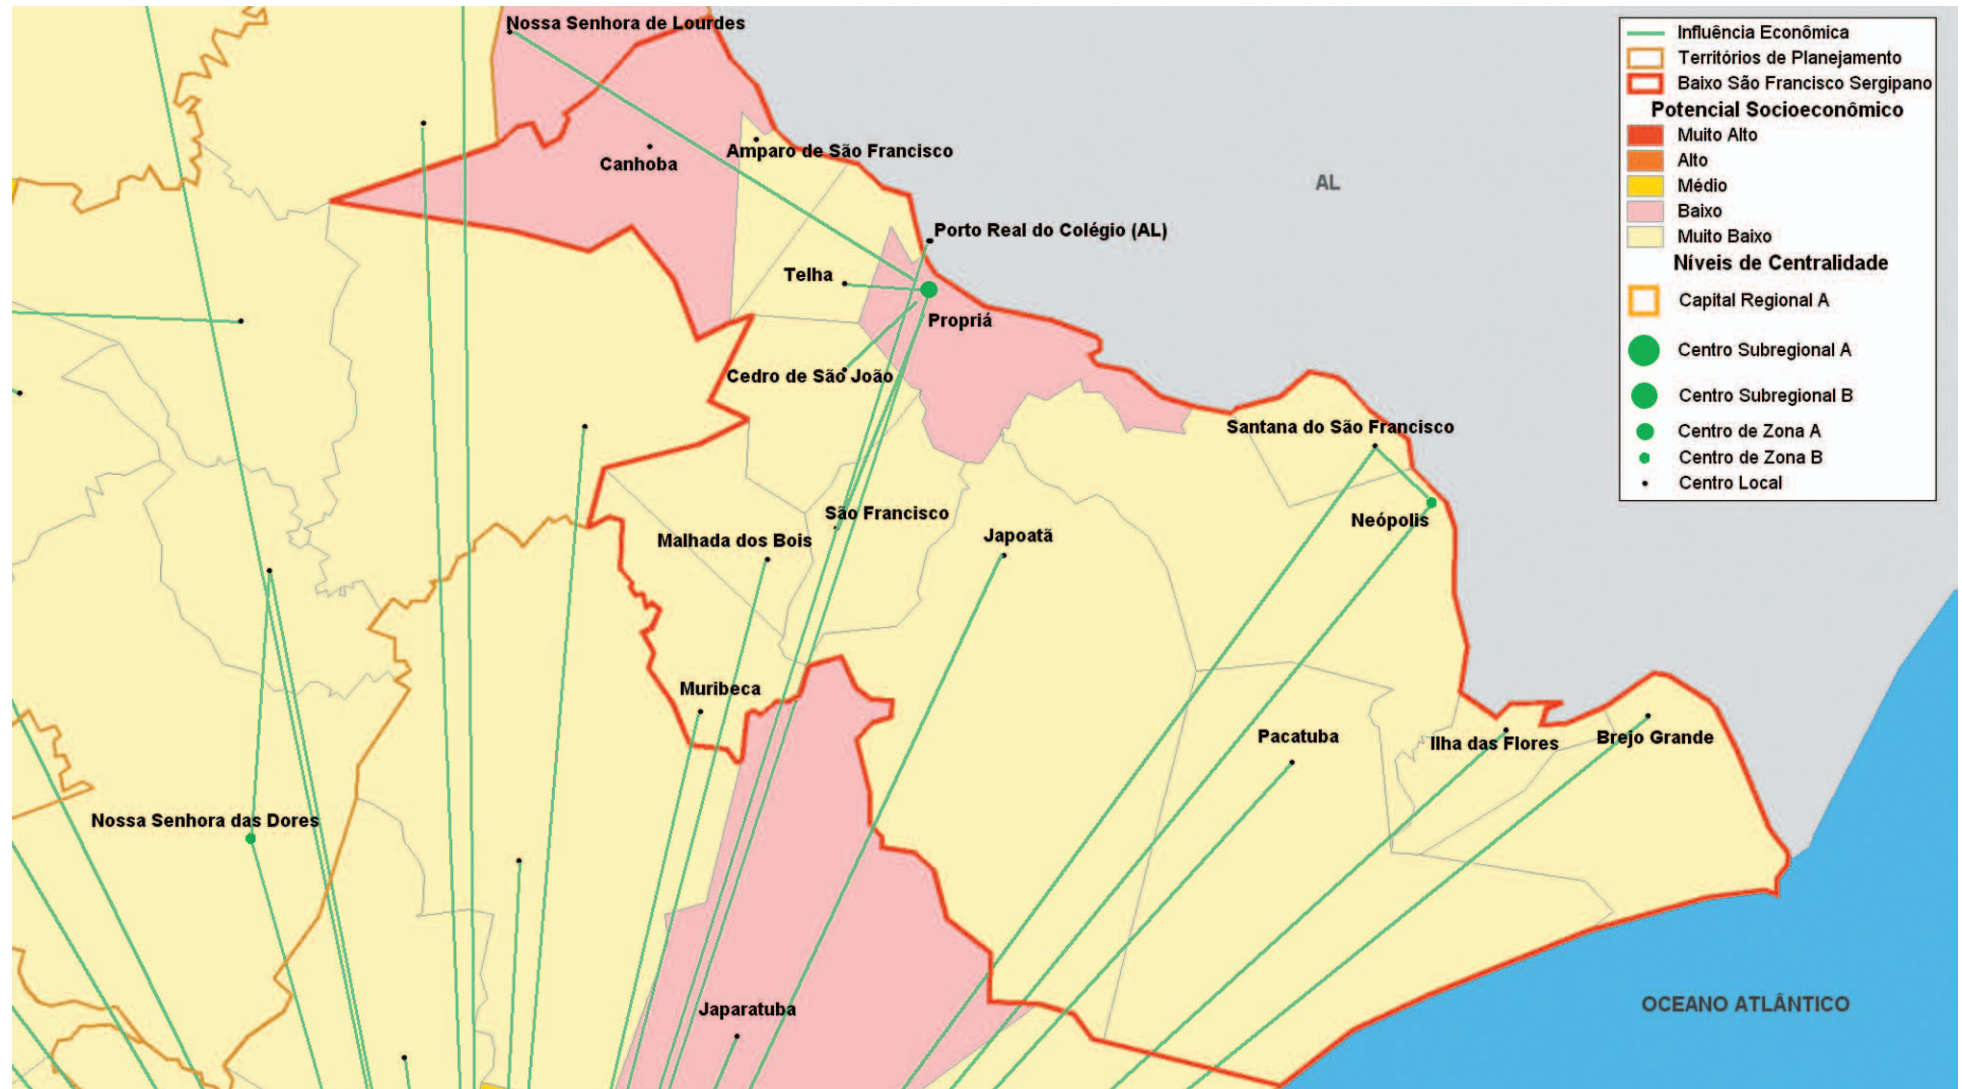 Nossa Senhora de Lourdes
Influência Econômica
Territórios de Planejamento
Baixo São Francisco Sergipano
Potencial Socioeconômico
Muito Alto
Alto
Médio
Baixo
Muito Baixo
Níveis de Centralidade
Capital Regional A
Centro Subregional A
Centro Subregional B
Centro de Zona A
Centro de Zona B
Centro Local
Canhoba
Amparo de São Francisco
AL
Porto Real do Colégio (AL)
Telha
Propriá
Cedro de São João
Santana do São Francisco
São Francisco
Neópolis
Malhada dos Bois
Japoatã
Muribeca
Pacatuba
Ilha das Flores
Brejo Grande
Nossa Senhora das Dores
Japaratuba
OCEANO ATLÂNTICO